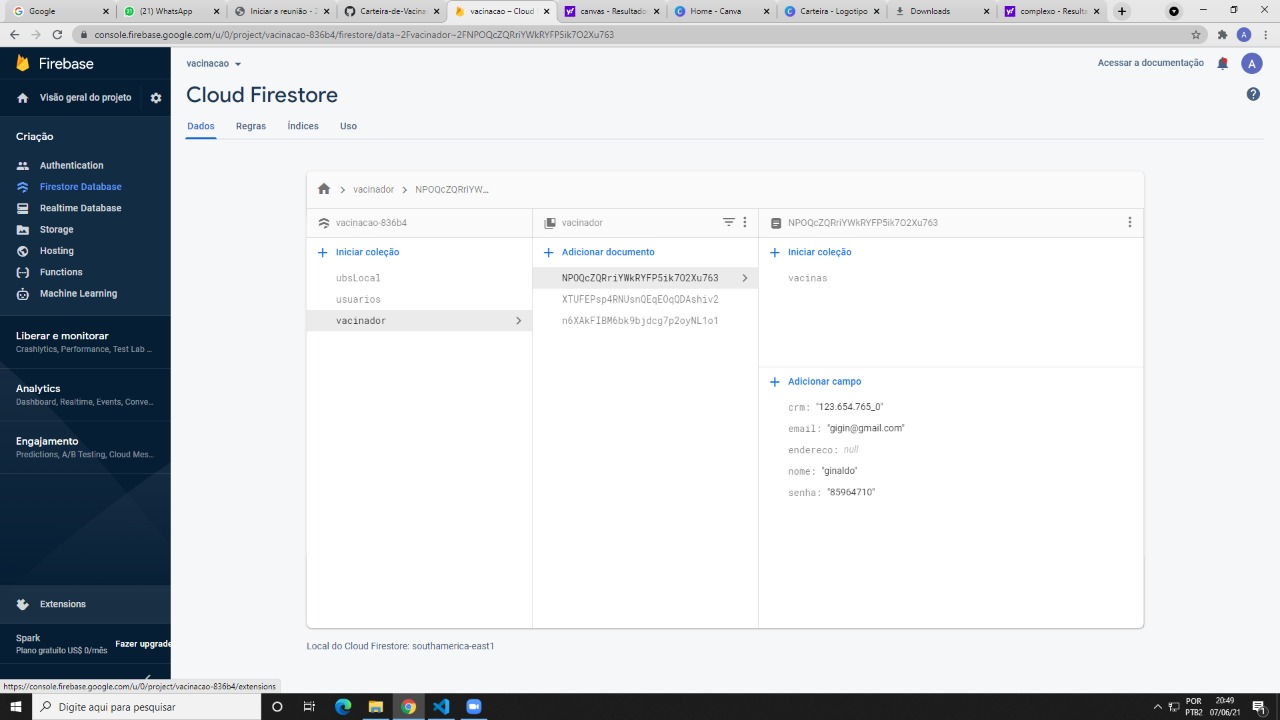 Google
(21) WhatsApp
Iniciar a reunião - Z
Carteira-de-Vacina
vacinacao – Cloud F
canvas - Resultados
Home - Canva
Carteira - Logotipo
Downloads
complexo - Resulta
console.firebase.google.com/u/0/project/vacinacao-836b4/firestore/data~2Fvacinador~2FNPOQcZQRriYWkRYFP5ik7O2Xu763
A
Firebase
vacinacao
Acessar a documentação
A
Visão geral do projeto
Cloud Firestore
Dados
Regras
Índices
Uso
Criação
Authentication
Firestore Database
Realtime Database
Storage
Hosting
Functions
Machine Learning
Liberar e monitorar
Crashlytics, Performance, Test Lab ...
Analytics
Dashboard, Realtime, Events, Conve...
Engajamento
Predictions, A/B Testing, Cloud Mes...
Extensions
Spark
Plano gratuito US$ 0/mês
Fazer upgrade
vacinador
NPOQcZQRriYW...
vacinacao-836b4
Iniciar coleção
ubsLocal
usuarios
vacinador
vacinador
Adicionar documento
NPOQcZQRriYWkRYFP5ik7O2Xu763
XTUFEPsp4RNUsnQEqEOqQDAshiv2
n6XAkFIBM6bk9bjdcg7p2oyNL1o1
NPOQcZQRriYWkRYFP5ik7O2Xu763
Iniciar coleção
vacinas
Adicionar campo
crm: "123.654.765_0"
email: "gigin@gmail.com"
endereco: null
nome: "ginaldo"
senha: "85964710"
Local do Cloud Firestore: southamerica-east1
https://console.firebase.google.com/u/0/project/vacinacao-836b4/extensions
Digite aqui para pesquisar
POR
PTB2
20:49
07/06/21